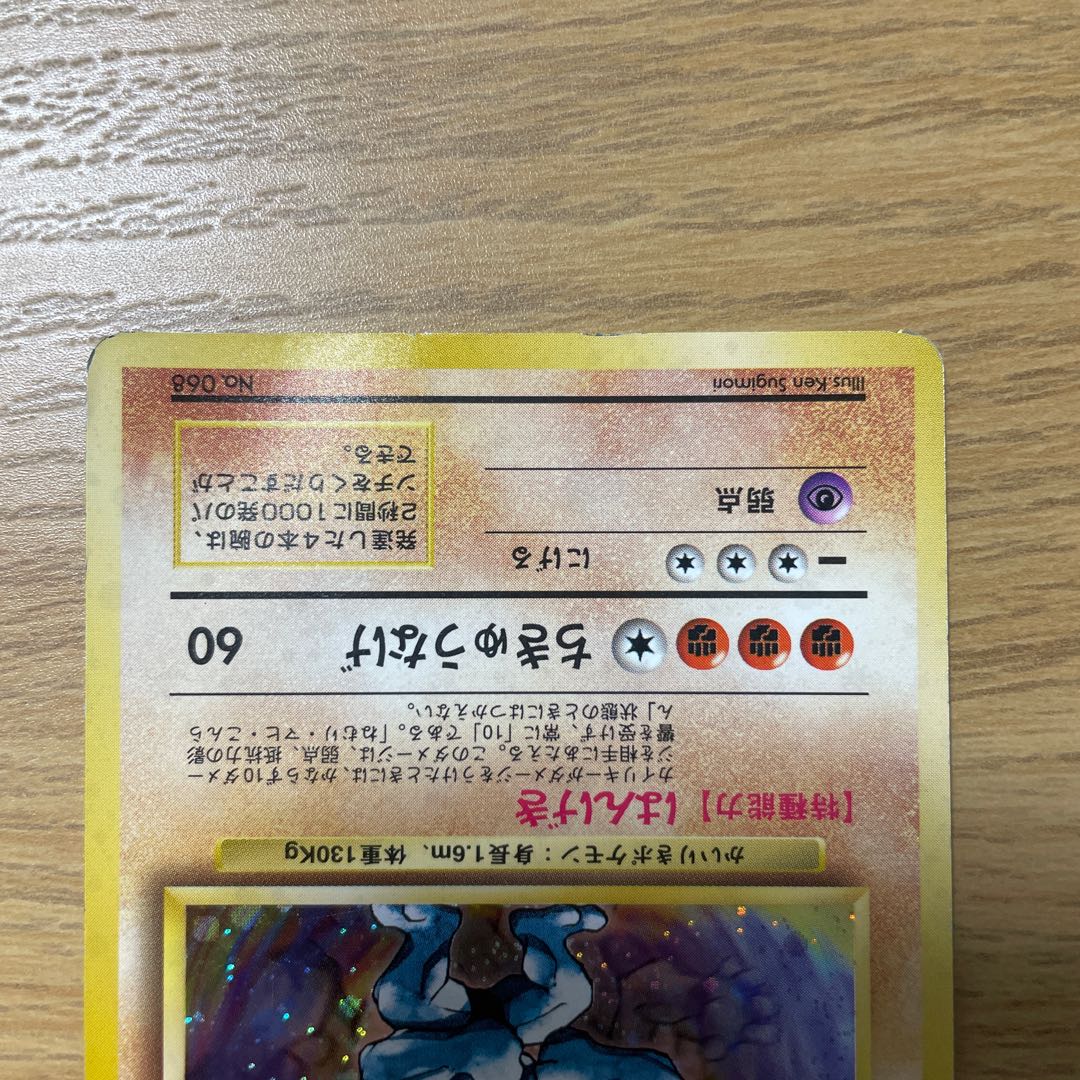 かいりきポケモン:身長1.6m、体重130Kg
【特種能力】はんげき
カイリキーがダメージをうけたときには、かならず10ダメー
ジを相手にあたえる。このダメージは、弱点、抵抗力の影
響を受けず、常に「10」である。「ねむり・マヒ・こんら
ん」状態のときにはつかえない。
ちきゅうなげ 60
にげる
弱点
発達した4本の腕は、
2秒間に1000発のパ
ンチをくりだすことが
できる。
Illus. Ken Sugimori
No. 068